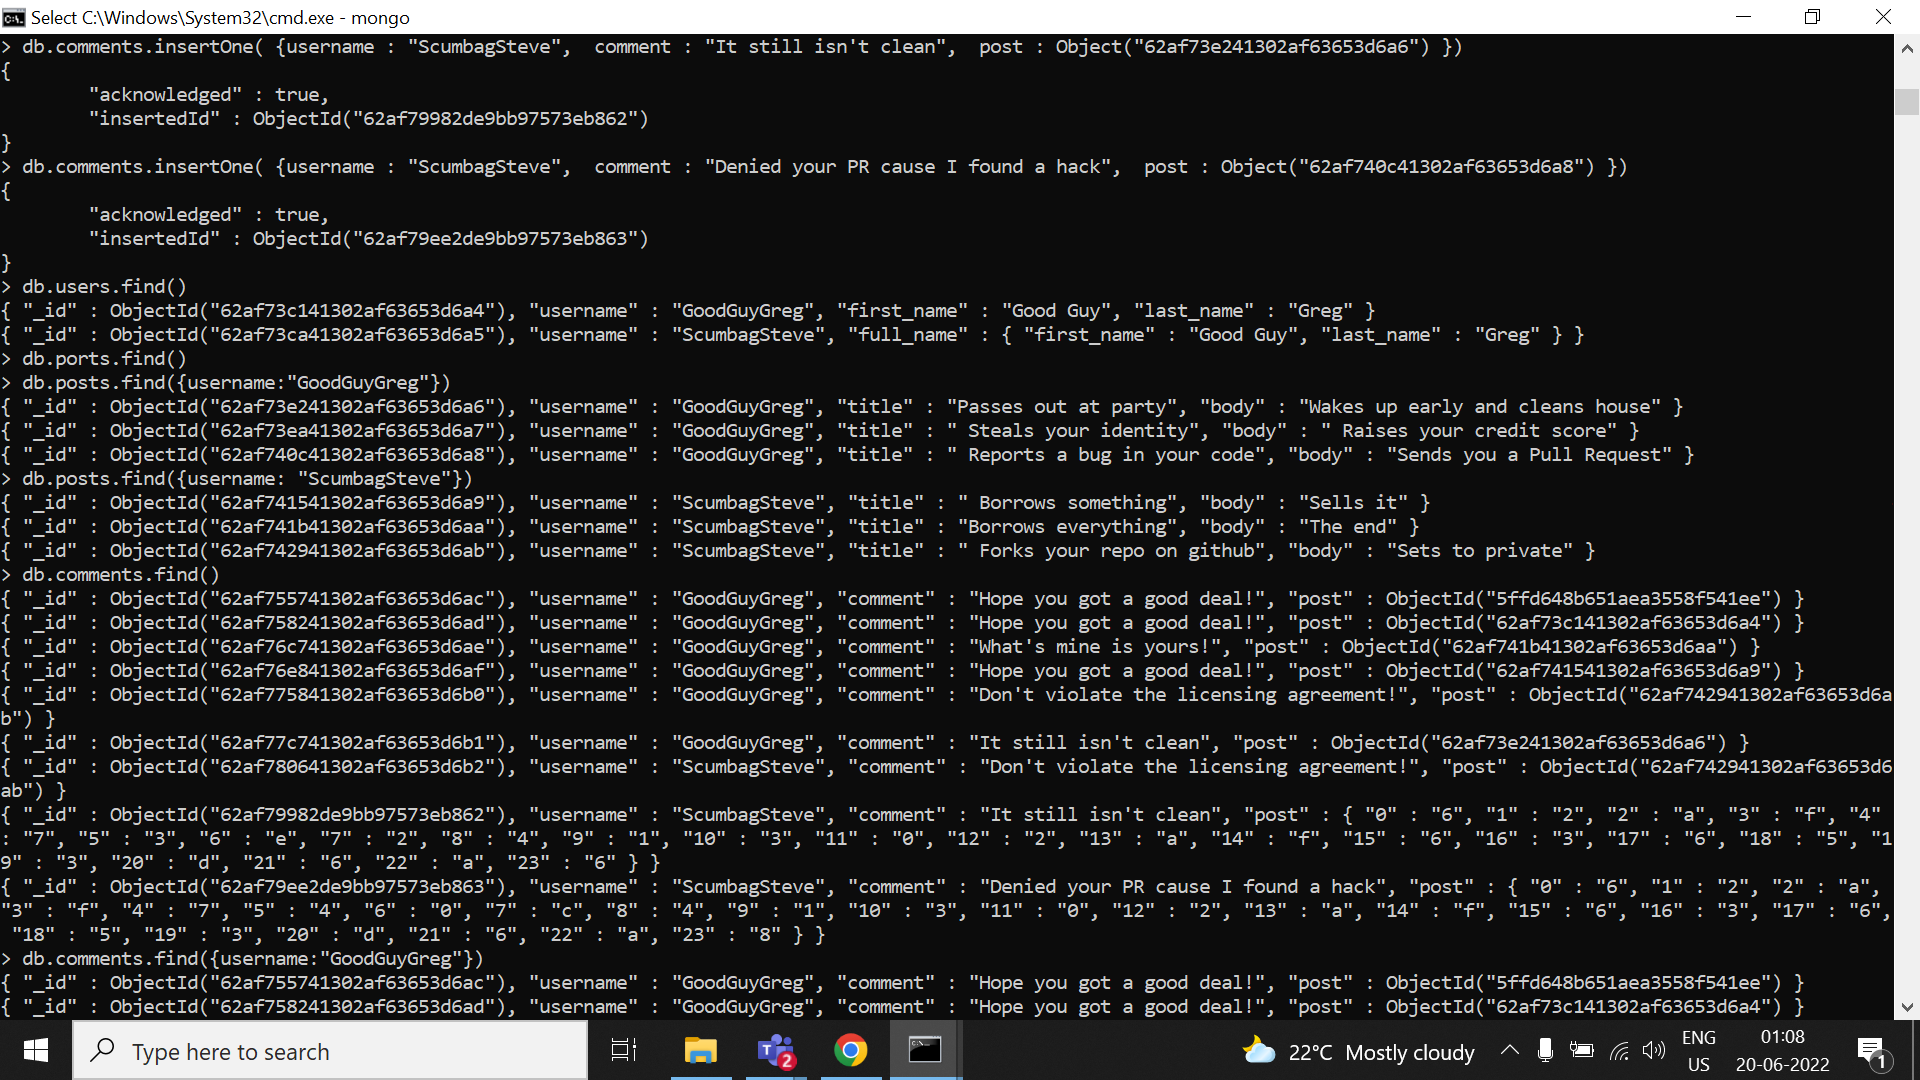 Select C:\Windows\System32\cmd.exe - mongo
> db.comments.insertOne( {username : "ScumbagSteve",  comment : "It still isn't clean",  post : Object("62af73e241302af63653d6a6") })
{
        "acknowledged" : true,
        "insertedId" : ObjectId("62af79982de9bb97573eb862")
}
> db.comments.insertOne( {username : "ScumbagSteve",  comment : "Denied your PR cause I found a hack",  post : Object("62af740c41302af63653d6a8") })
{
        "acknowledged" : true,
        "insertedId" : ObjectId("62af79ee2de9bb97573eb863")
}
> db.users.find()
{ "_id" : ObjectId("62af73c141302af63653d6a4"), "username" : "GoodGuyGreg", "first_name" : "Good Guy", "last_name" : "Greg" }
{ "_id" : ObjectId("62af73ca41302af63653d6a5"), "username" : "ScumbagSteve", "full_name" : { "first_name" : "Good Guy", "last_name" : "Greg" } }
> db.ports.find()
> db.posts.find({username:"GoodGuyGreg"})
{ "_id" : ObjectId("62af73e241302af63653d6a6"), "username" : "GoodGuyGreg", "title" : "Passes out at party", "body" : "Wakes up early and cleans house" }
{ "_id" : ObjectId("62af73ea41302af63653d6a7"), "username" : "GoodGuyGreg", "title" : " Steals your identity", "body" : " Raises your credit score" }
{ "_id" : ObjectId("62af740c41302af63653d6a8"), "username" : "GoodGuyGreg", "title" : " Reports a bug in your code", "body" : "Sends you a Pull Request" }
> db.posts.find({username: "ScumbagSteve"})
{ "_id" : ObjectId("62af741541302af63653d6a9"), "username" : "ScumbagSteve", "title" : " Borrows something", "body" : "Sells it" }
{ "_id" : ObjectId("62af741b41302af63653d6aa"), "username" : "ScumbagSteve", "title" : "Borrows everything", "body" : "The end" }
{ "_id" : ObjectId("62af742941302af63653d6ab"), "username" : "ScumbagSteve", "title" : " Forks your repo on github", "body" : "Sets to private" }
> db.comments.find()
{ "_id" : ObjectId("62af755741302af63653d6ac"), "username" : "GoodGuyGreg", "comment" : "Hope you got a good deal!", "post" : ObjectId("5ffd648b651aea3558f541ee") }
{ "_id" : ObjectId("62af758241302af63653d6ad"), "username" : "GoodGuyGreg", "comment" : "Hope you got a good deal!", "post" : ObjectId("62af73c141302af63653d6a4") }
{ "_id" : ObjectId("62af76c741302af63653d6ae"), "username" : "GoodGuyGreg", "comment" : "What's mine is yours!", "post" : ObjectId("62af741b41302af63653d6aa") }
{ "_id" : ObjectId("62af76e841302af63653d6af"), "username" : "GoodGuyGreg", "comment" : "Hope you got a good deal!", "post" : ObjectId("62af741541302af63653d6a9") }
{ "_id" : ObjectId("62af775841302af63653d6b0"), "username" : "GoodGuyGreg", "comment" : "Don't violate the licensing agreement!", "post" : ObjectId("62af742941302af63653d6a
b") }
{ "_id" : ObjectId("62af77c741302af63653d6b1"), "username" : "GoodGuyGreg", "comment" : "It still isn't clean", "post" : ObjectId("62af73e241302af63653d6a6") }
{ "_id" : ObjectId("62af780641302af63653d6b2"), "username" : "ScumbagSteve", "comment" : "Don't violate the licensing agreement!", "post" : ObjectId("62af742941302af63653d6
ab") }
{ "_id" : ObjectId("62af79982de9bb97573eb862"), "username" : "ScumbagSteve", "comment" : "It still isn't clean", "post" : { "0" : "6", "1" : "2", "2" : "a", "3" : "f", "4"
: "7", "5" : "3", "6" : "e", "7" : "2", "8" : "4", "9" : "1", "10" : "3", "11" : "0", "12" : "2", "13" : "a", "14" : "f", "15" : "6", "16" : "3", "17" : "6", "18" : "5", "1
9" : "3", "20" : "d", "21" : "6", "22" : "a", "23" : "6" } }
{ "_id" : ObjectId("62af79ee2de9bb97573eb863"), "username" : "ScumbagSteve", "comment" : "Denied your PR cause I found a hack", "post" : { "0" : "6", "1" : "2", "2" : "a",
"3" : "f", "4" : "7", "5" : "4", "6" : "0", "7" : "c", "8" : "4", "9" : "1", "10" : "3", "11" : "0", "12" : "2", "13" : "a", "14" : "f", "15" : "6", "16" : "3", "17" : "6",
 "18" : "5", "19" : "3", "20" : "d", "21" : "6", "22" : "a", "23" : "8" } }
> db.comments.find({username:"GoodGuyGreg"})
{ "_id" : ObjectId("62af755741302af63653d6ac"), "username" : "GoodGuyGreg", "comment" : "Hope you got a good deal!", "post" : ObjectId("5ffd648b651aea3558f541ee") }
{ "_id" : ObjectId("62af758241302af63653d6ad"), "username" : "GoodGuyGreg", "comment" : "Hope you got a good deal!", "post" : ObjectId("62af73c141302af63653d6a4") }
Type here to search
T 2
22°C Mostly cloudy
ENG
US
01:08
20-06-2022
1